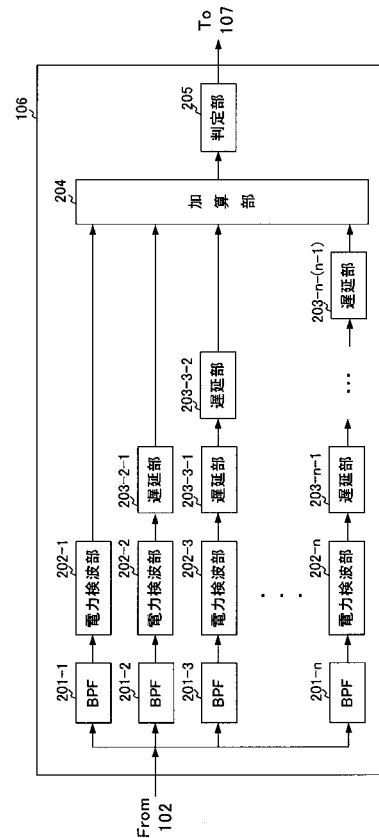 106
From
102
201-1
BPF
202-1
電力検波部
201-2
BPF
202-2
電力検波部
203-2-1
遅延部
201-3
BPF
202-3
電力検波部
203-3-1
遅延部
203-3-2
遅延部
. . .
201-n
BPF
202-n
電力検波部
203-n-1
遅延部
...
203-n-(n-1)
遅延部
204
加算部
205
判定部
To
107